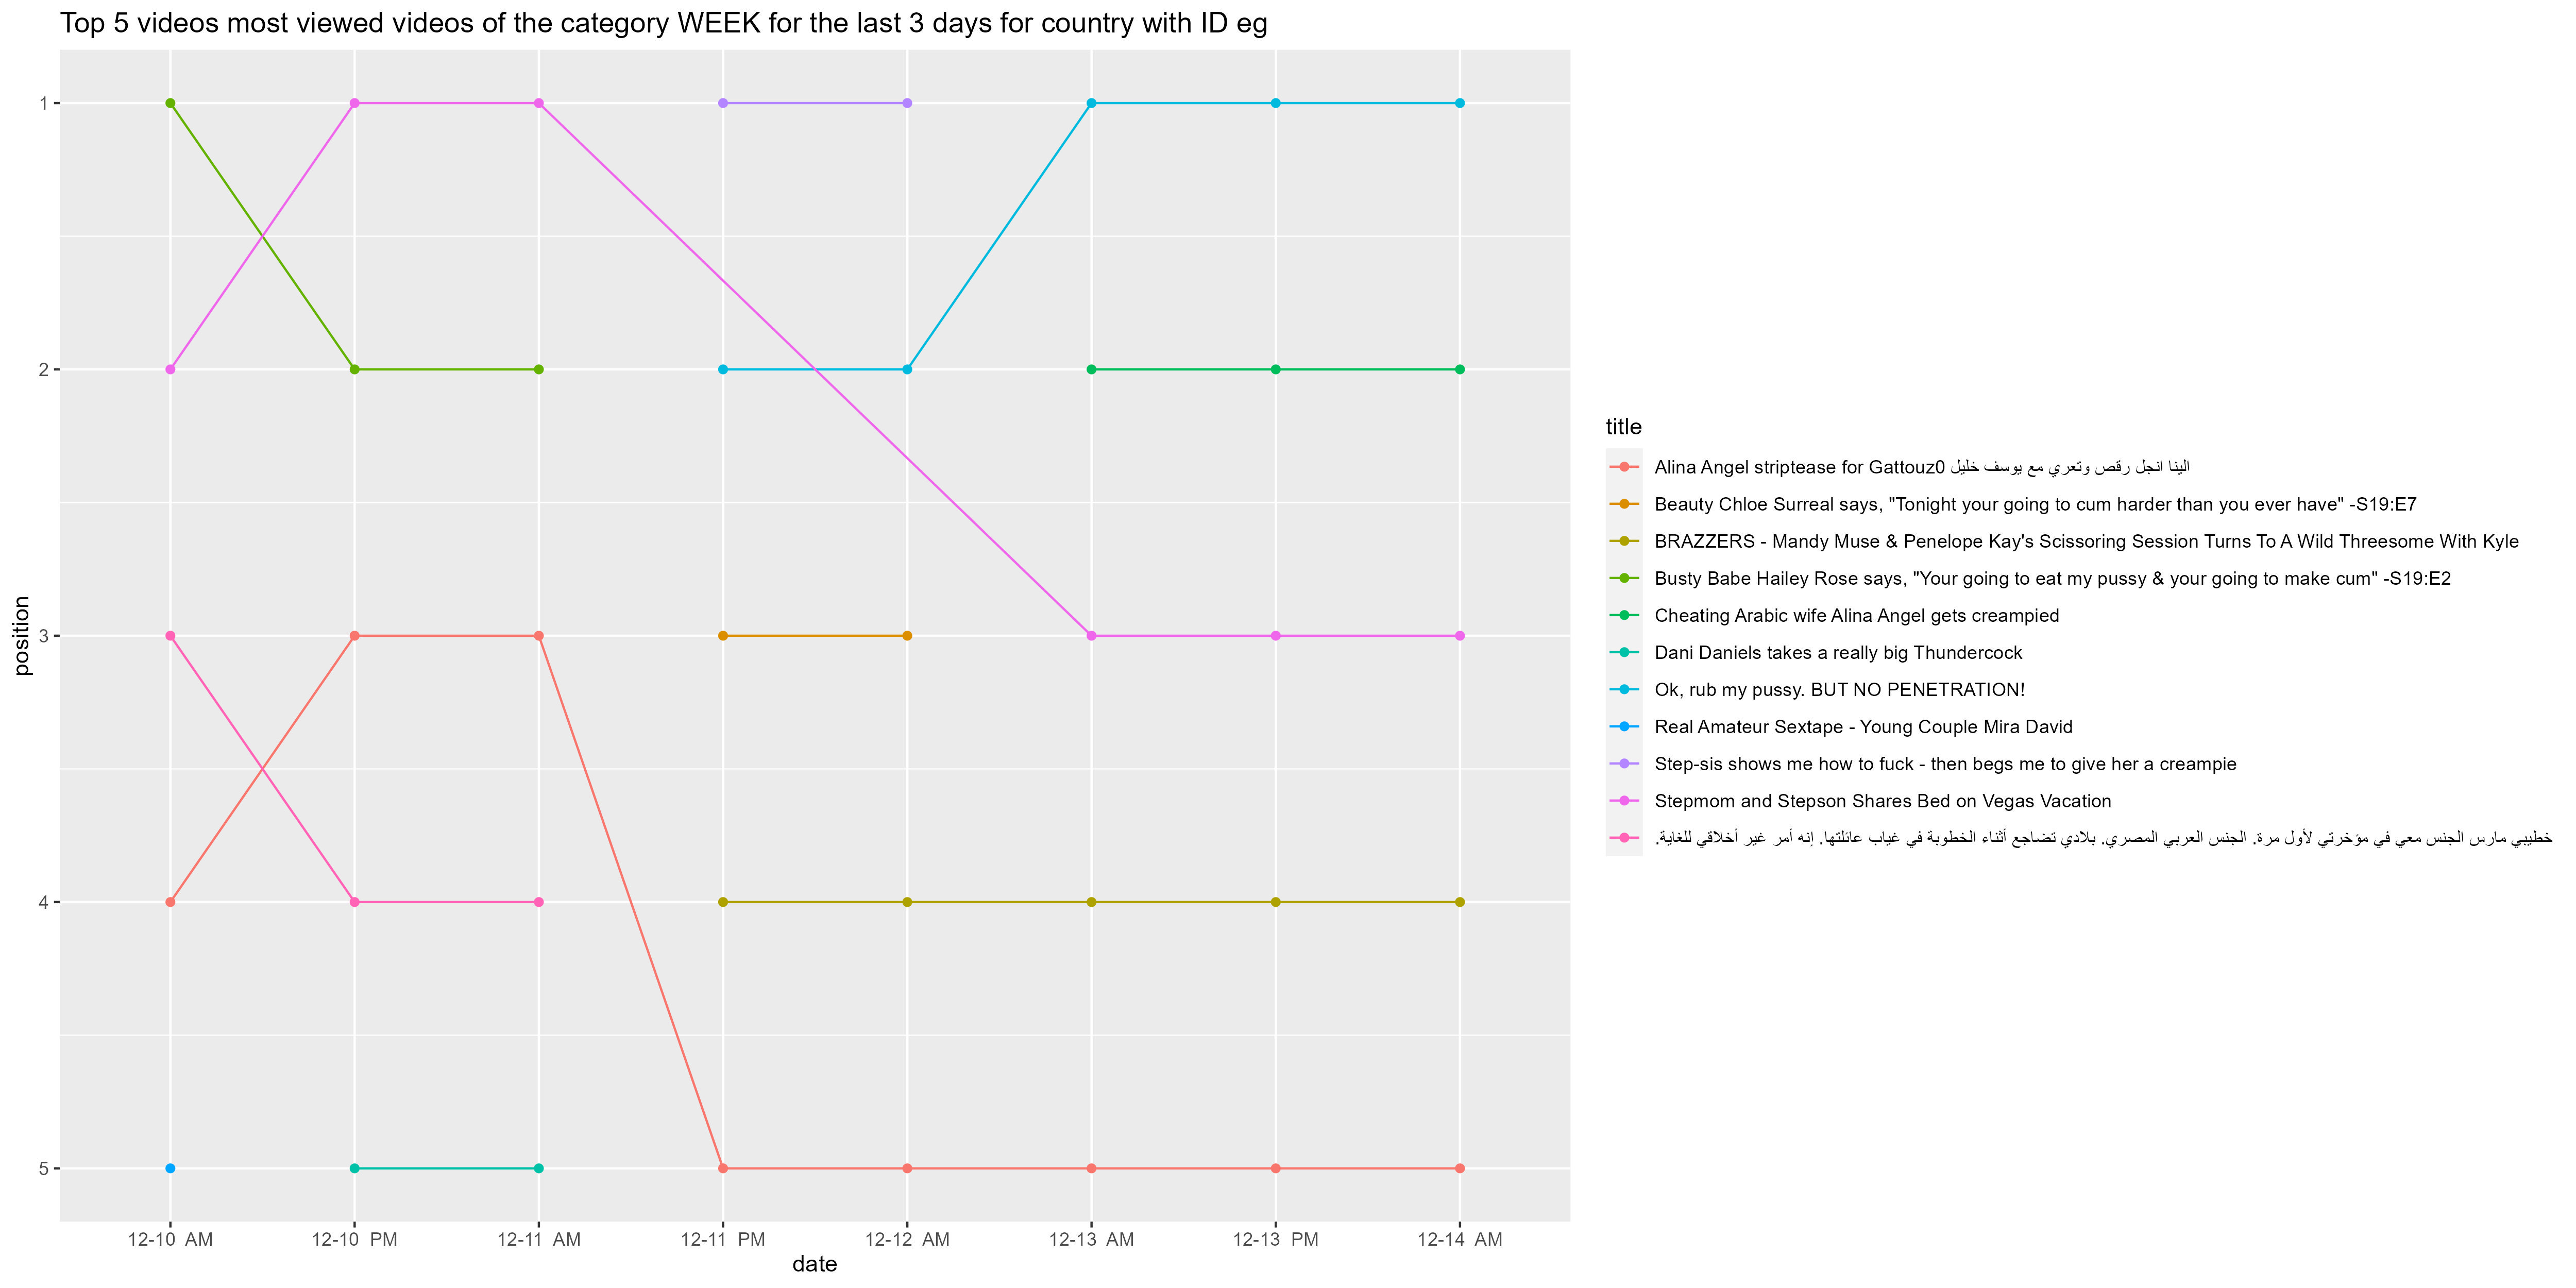 Top 5 videos most viewed videos of the category WEEK for the last 3 days for country with ID eg
position
1
2
3
4
5
12-10 AM
12-10 PM
12-11 AM
12-11 PM
12-12 AM
12-13 AM
12-13 PM
12-14 AM
date
title
Alina Angel striptease for Gattouz0 الينا انجل رقص وتعري مع يوسف خليل
Beauty Chloe Surreal says, "Tonight your going to cum harder than you ever have" -S19:E7
BRAZZERS - Mandy Muse & Penelope Kay's Scissoring Session Turns To A Wild Threesome With Kyle
Busty Babe Hailey Rose says, "Your going to eat my pussy & your going to make cum" -S19:E2
Cheating Arabic wife Alina Angel gets creampied
Dani Daniels takes a really big Thundercock
Ok, rub my pussy. BUT NO PENETRATION!
Real Amateur Sextape - Young Couple Mira David
Step-sis shows me how to fuck - then begs me to give her a creampie
Stepmom and Stepson Shares Bed on Vegas Vacation
خطيبي مارس الجنس معي في مؤخرتي لأول مرة. الجنس العربي المصري. بلادي تضاجع أثناء الخطوبة في غياب عائلتها. إنه أمر غير أخلاقي للغاية.